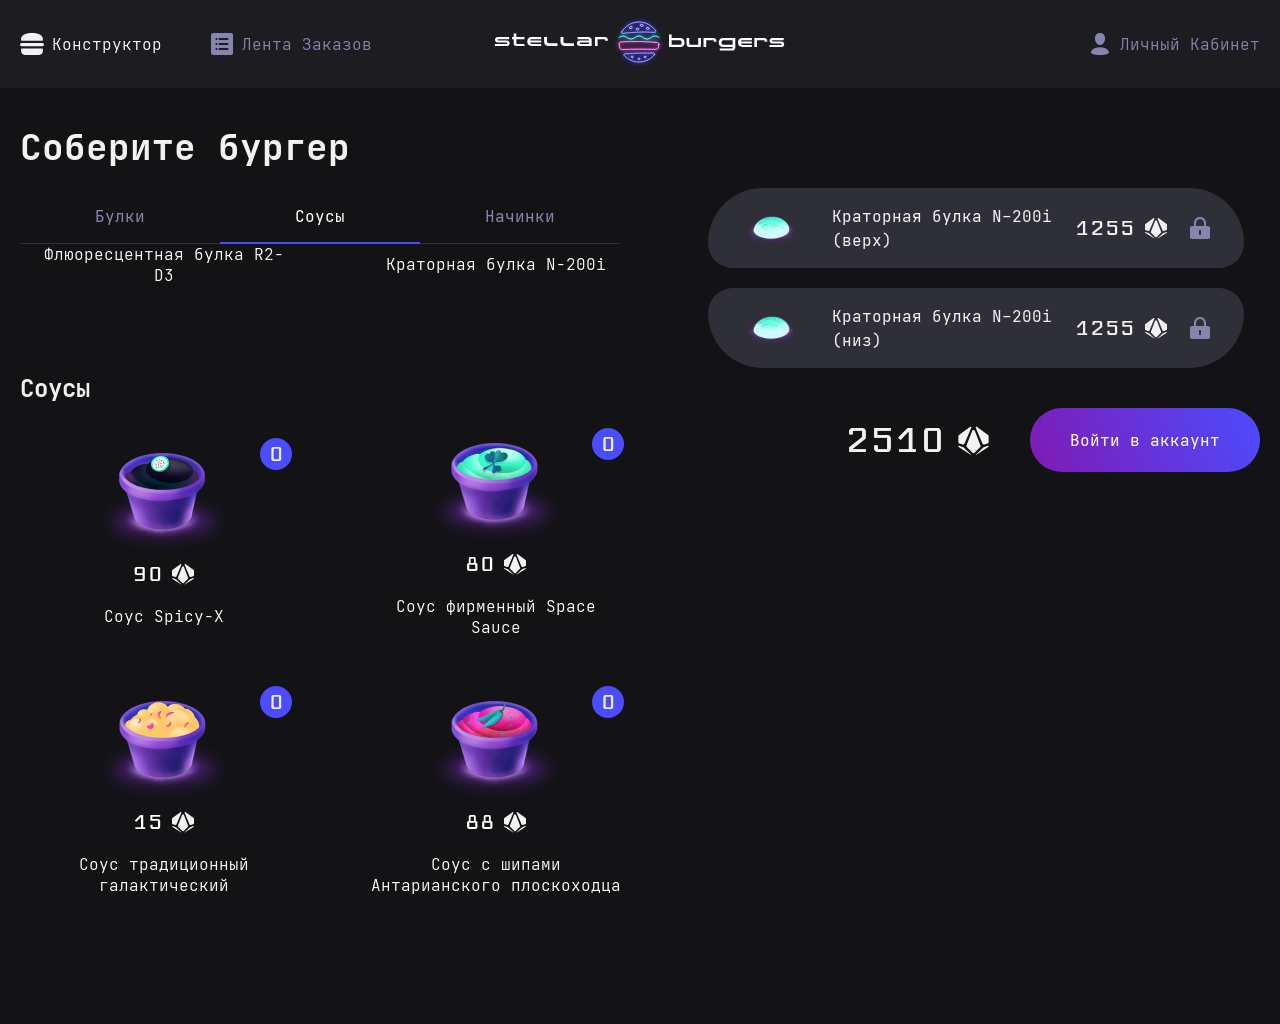 Конструктор
Лента Заказов
stellar burgers
Личный Кабинет
Соберите бургер
Булки
Соусы
Начинки
Флюоресцентная булка R2-
D3
Краторная булка N-200i
Соусы
0
90
Соус Spicy-X
0
80
Соус фирменный Space
Sauce
0
15
Соус традиционный
галактический
0
88
Соус с шипами
Антарианского плоскоходца
Краторная булка N-200i
(верх)
1255
Краторная булка N-200i
(низ)
1255
2510
Войти в аккаунт